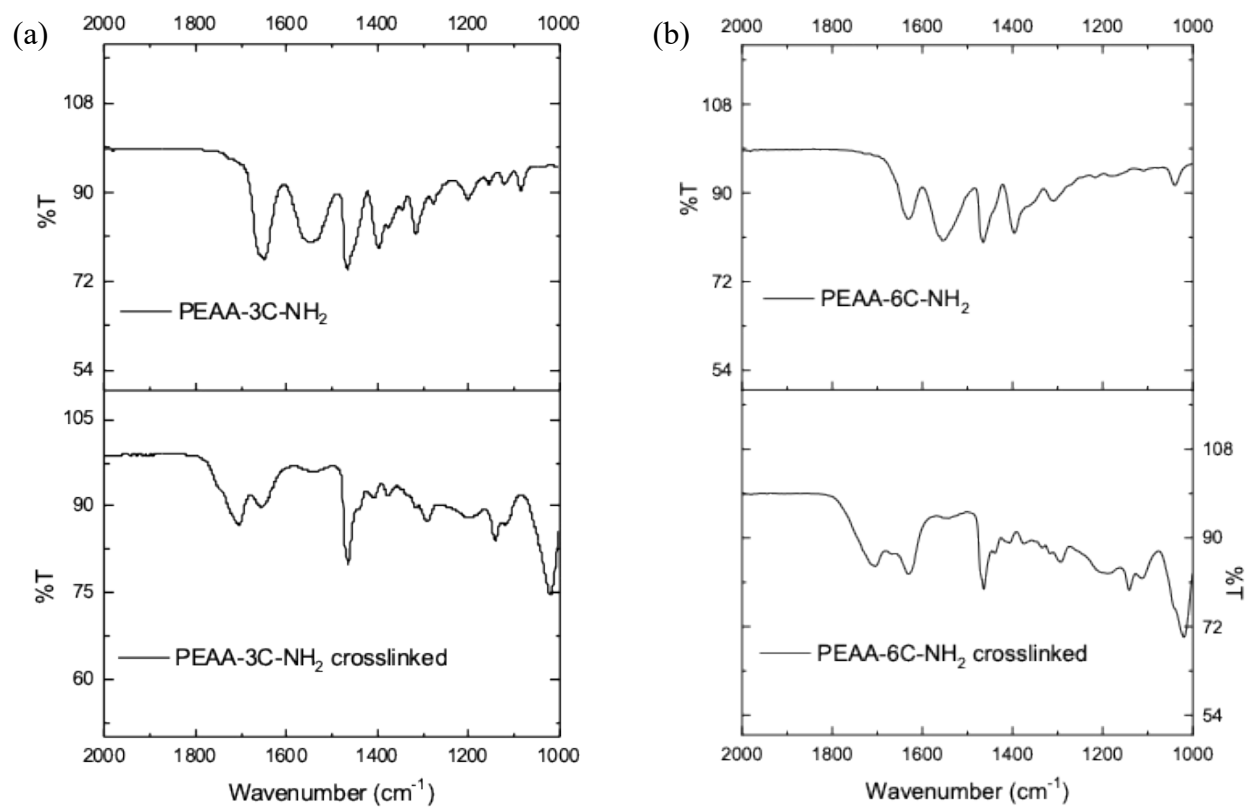 (a)
2000 1800 1600 1400 1200 1000
108
90
72
54
%T
PEAA-3C-NH₂
105
90
75
60
%T
PEAA-3C-NH₂ crosslinked
2000 1800 1600 1400 1200 1000
Wavenumber (cm⁻¹)
(b)
2000 1800 1600 1400 1200 1000
108
90
72
54
%T
PEAA-6C-NH₂
108
90
72
54
%T
PEAA-6C-NH₂ crosslinked
2000 1800 1600 1400 1200 1000
Wavenumber (cm⁻¹)